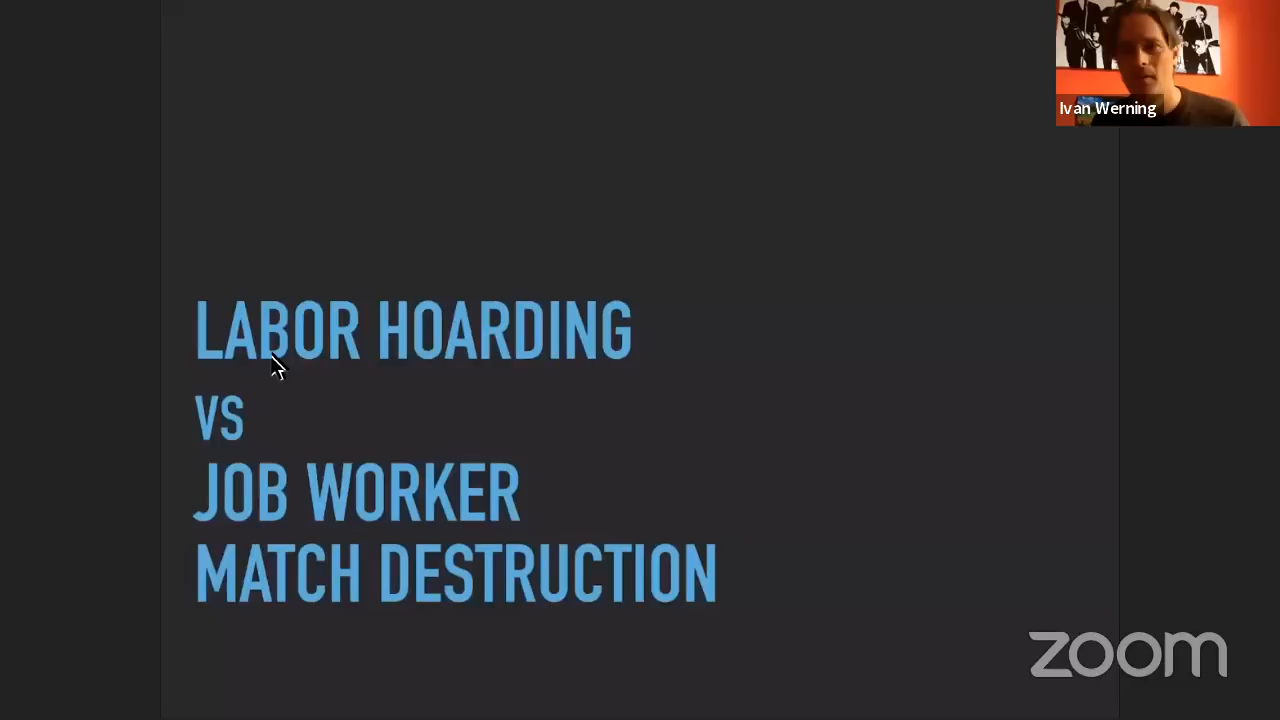 Ivan Werning
LABOR HOARDING
VS
JOB WORKER
MATCH DESTRUCTION
zoom